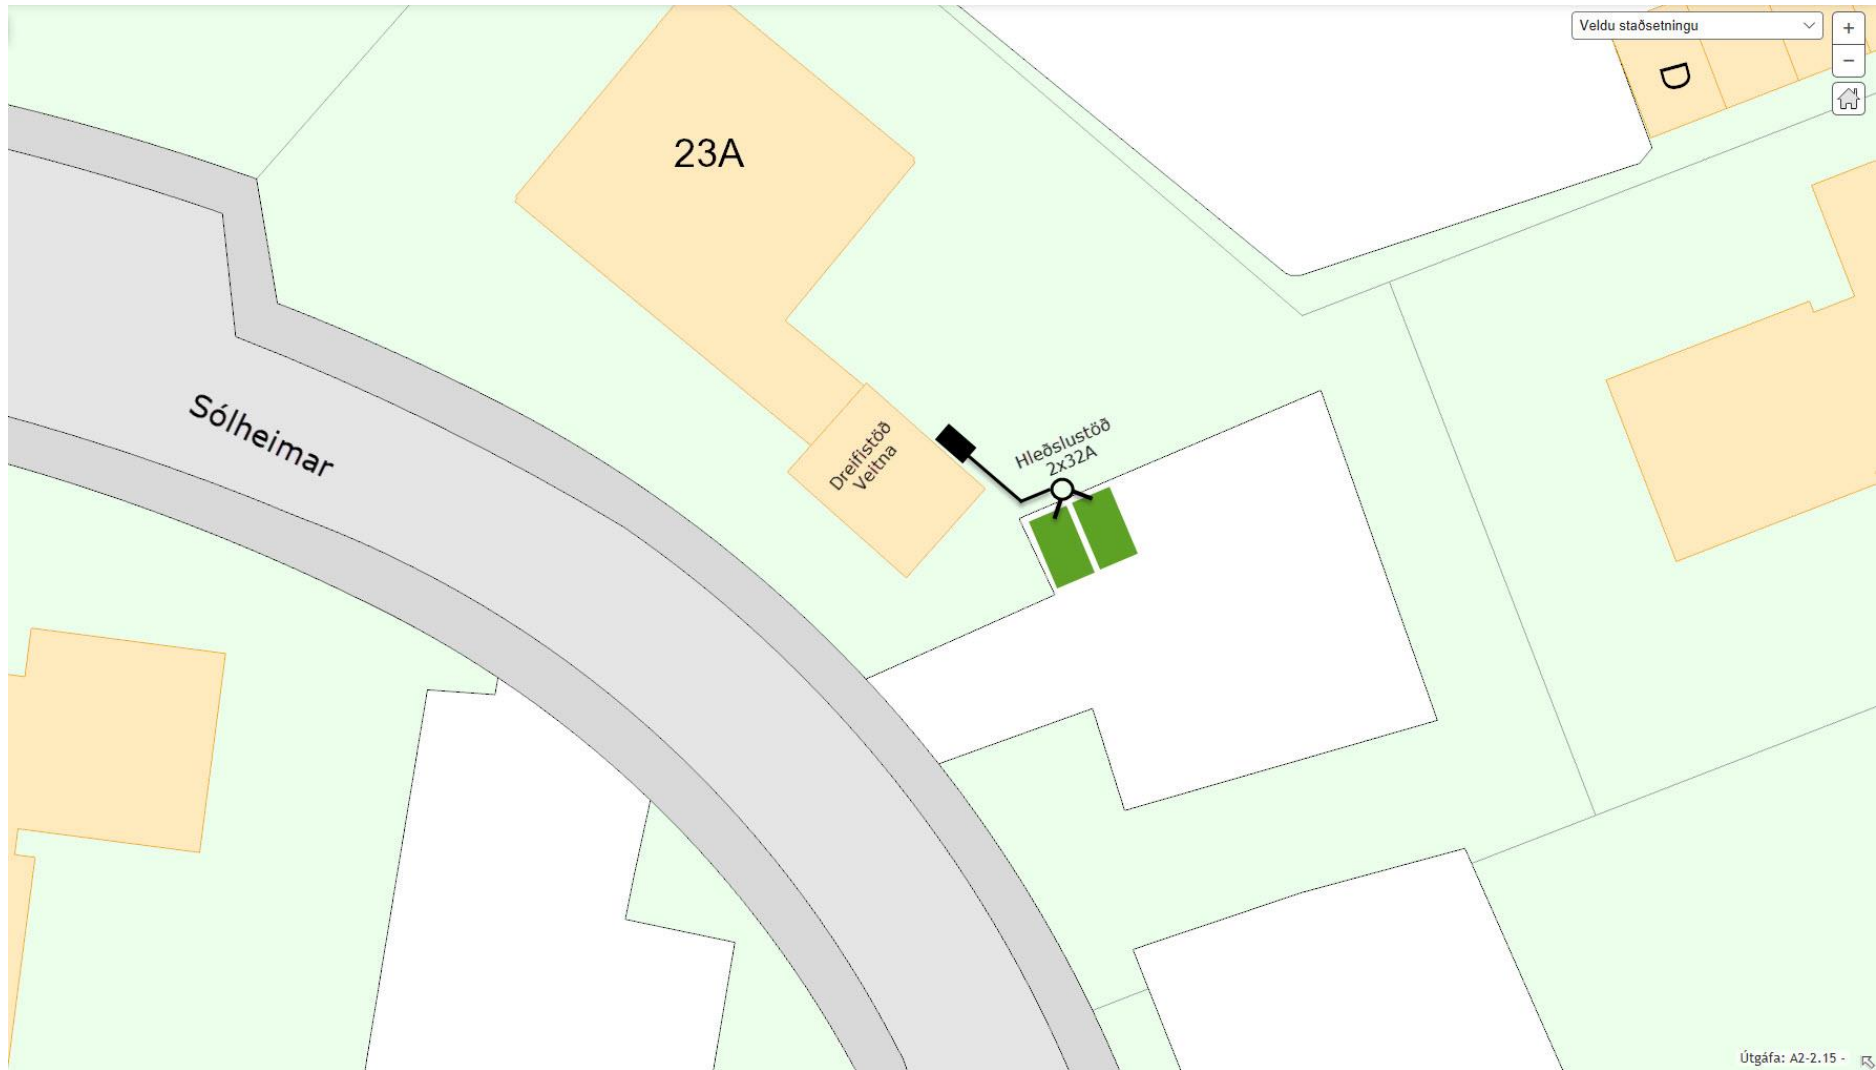 Veldu staðsetningu
+
−
D
23A
Sólheimar
Dreifistöð
Veitna
Hleðslustöð
2x32A
Útgáfa: A2-2.15 -